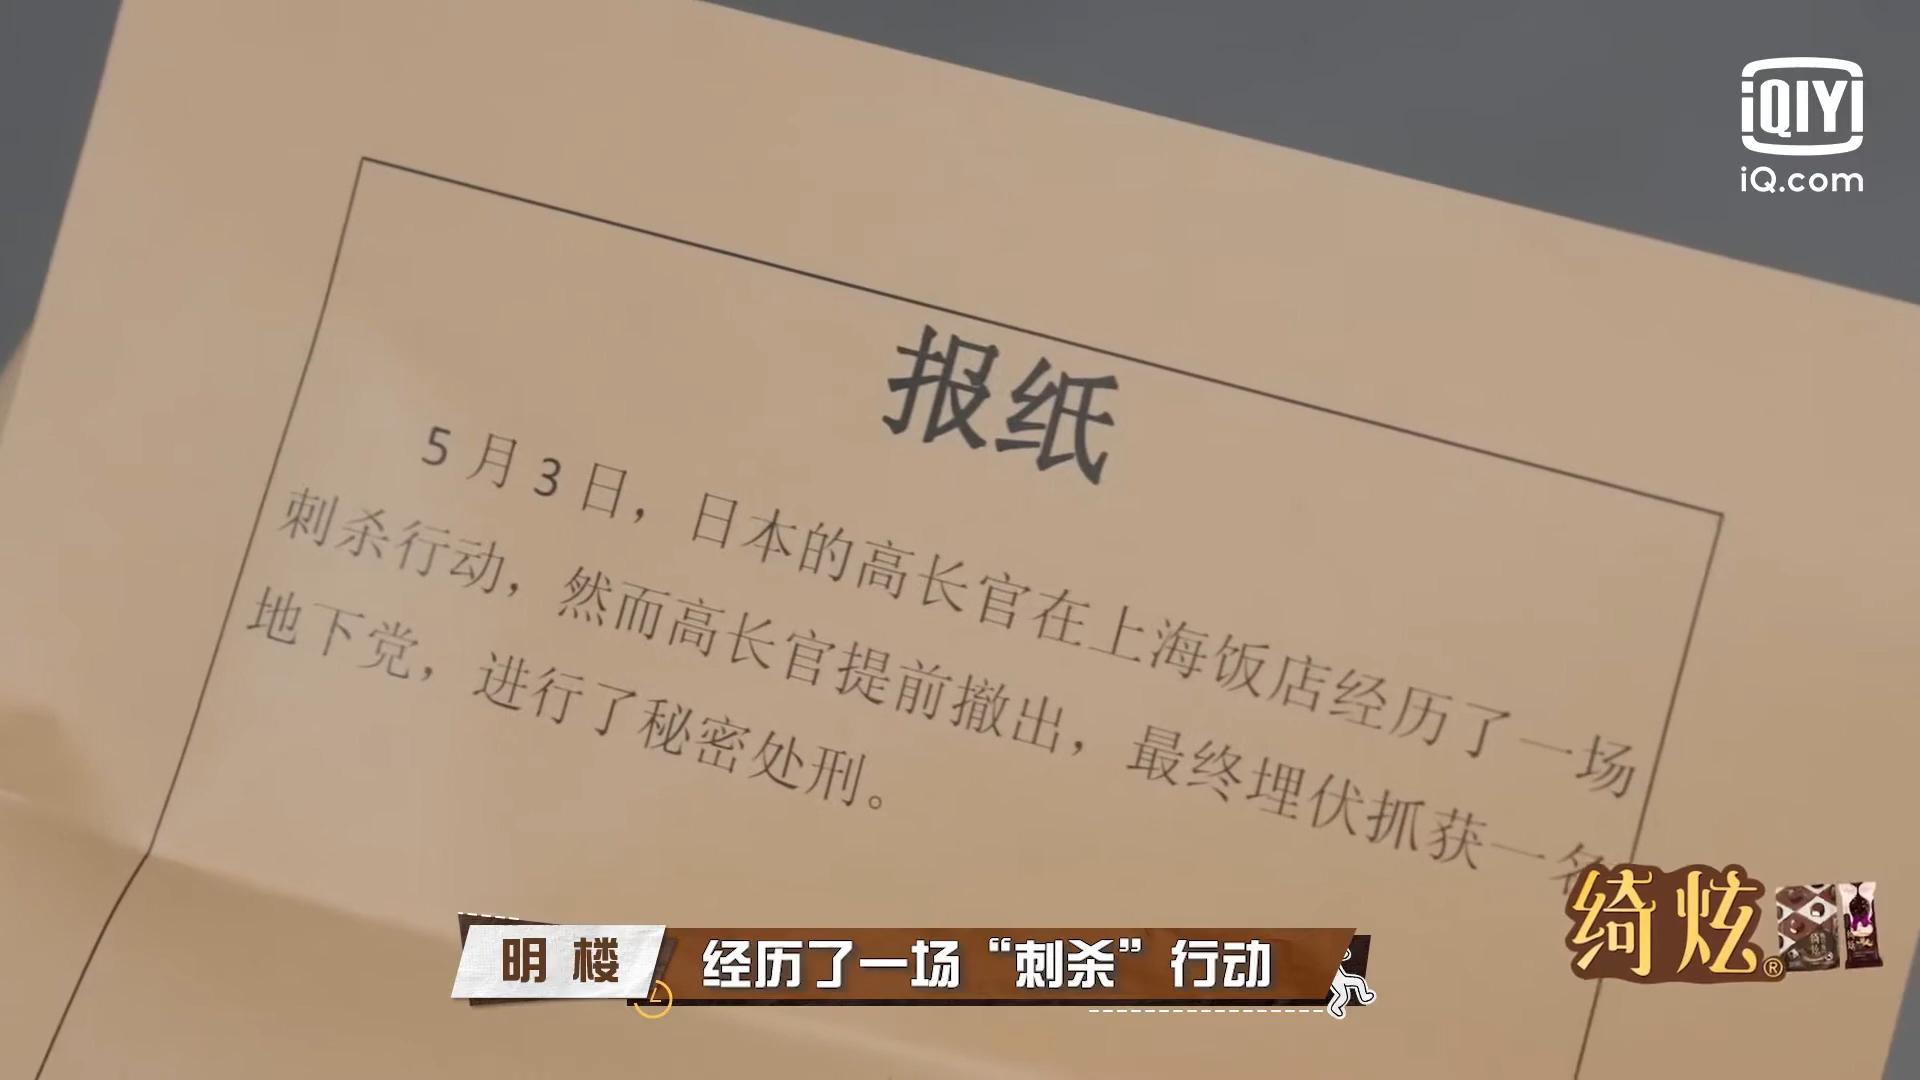 iQIYI
iQ.com
报纸
5月3日，日本的高长官在上海饭店经历了一场
刺杀行动，然而高长官提前撤出，最终埋伏抓获一名
地下党，进行了秘密处刑。
明楼
经历了一场“刺杀”行动
绮炫®